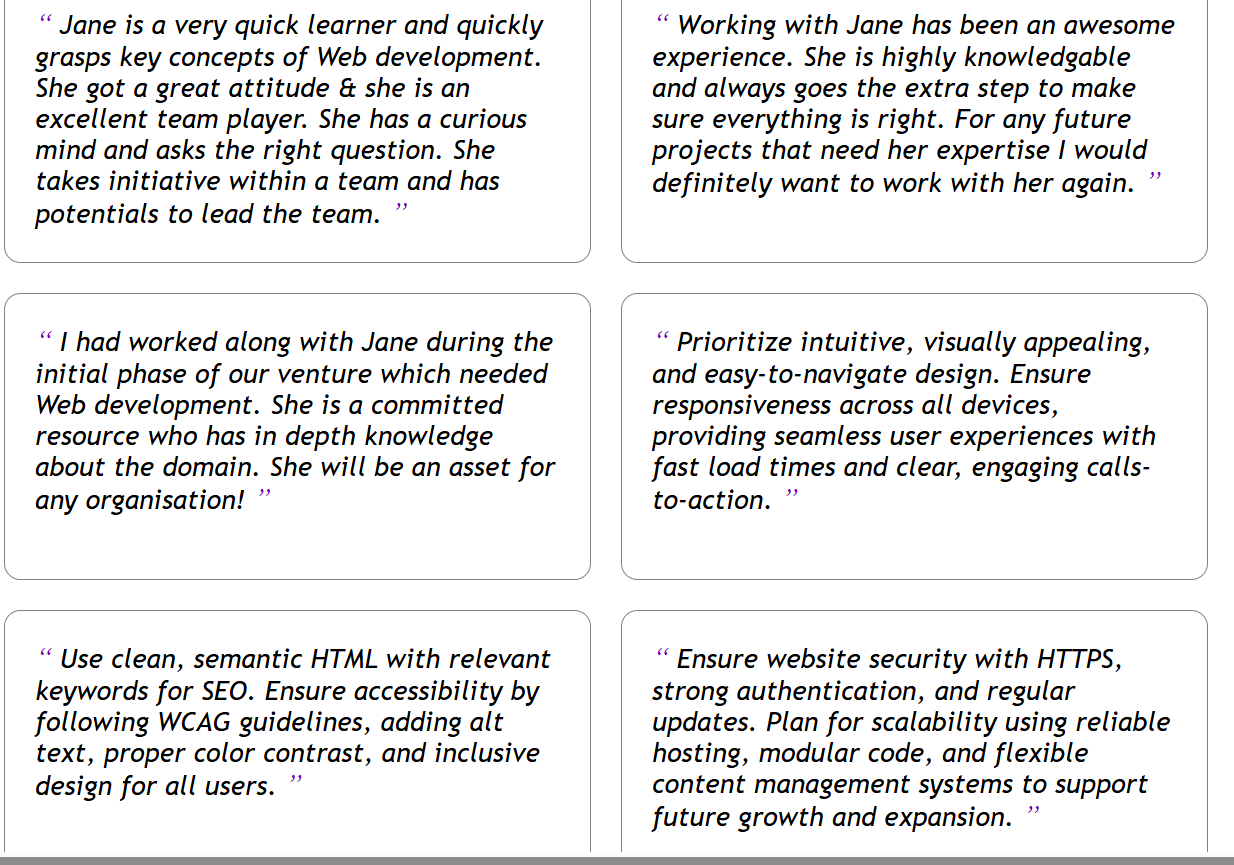 “ Jane is a very quick learner and quickly
grasps key concepts of Web development.
She got a great attitude & she is an
excellent team player. She has a curious
mind and asks the right question. She
takes initiative within a team and has
potentials to lead the team. ”
“ Working with Jane has been an awesome
experience. She is highly knowledgable
and always goes the extra step to make
sure everything is right. For any future
projects that need her expertise I would
definitely want to work with her again. ”
“ I had worked along with Jane during the
initial phase of our venture which needed
Web development. She is a committed
resource who has in depth knowledge
about the domain. She will be an asset for
any organisation! ”
“ Prioritize intuitive, visually appealing,
and easy-to-navigate design. Ensure
responsiveness across all devices,
providing seamless user experiences with
fast load times and clear, engaging calls-
to-action. ”
“ Use clean, semantic HTML with relevant
keywords for SEO. Ensure accessibility by
following WCAG guidelines, adding alt
text, proper color contrast, and inclusive
design for all users. ”
“ Ensure website security with HTTPS,
strong authentication, and regular
updates. Plan for scalability using reliable
hosting, modular code, and flexible
content management systems to support
future growth and expansion. ”